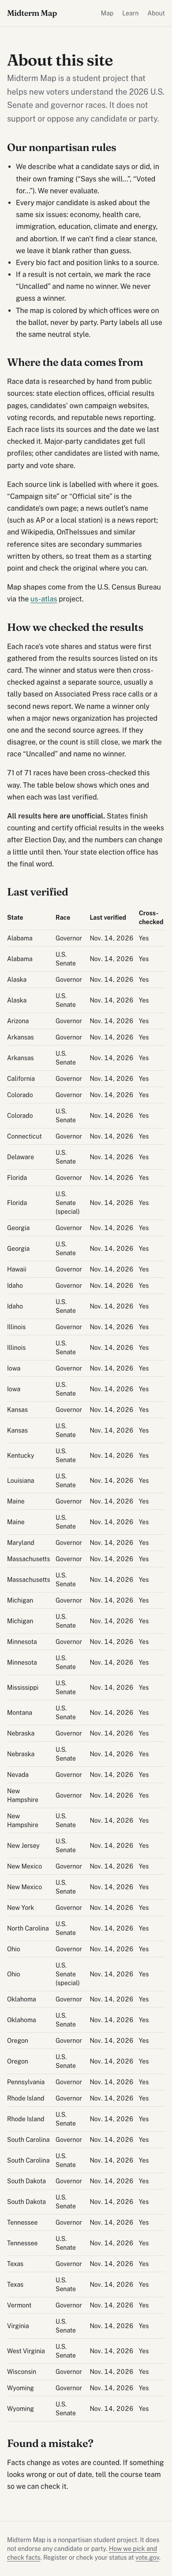 Midterm Map Map Learn About
About this site
Midterm Map is a student project that
helps new voters understand the 2026 U.S.
Senate and governor races. It does not
support or oppose any candidate or party.
Our nonpartisan rules
• We describe what a candidate says or did, in
their own framing (“Says she will…”, “Voted
for…”). We never evaluate.
• Every major candidate is asked about the
same six issues: economy, health care,
immigration, education, climate and energy,
and abortion. If we can't find a clear stance,
we leave it blank rather than guess.
• Every bio fact and position links to a source.
• If a result is not certain, we mark the race
“Uncalled” and name no winner. We never
guess a winner.
• The map is colored by which offices were on
the ballot, never by party. Party labels all use
the same neutral style.
Where the data comes from
Race data is researched by hand from public
sources: state election offices, official results
pages, candidates' own campaign websites,
voting records, and reputable news reporting.
Each race lists its sources and the date we last
checked it. Major-party candidates get full
profiles; other candidates are listed with name,
party and vote share.
Each source link is labelled with where it goes.
“Campaign site” or “Official site” is the
candidate's own page; a news outlet's name
(such as AP or a local station) is a news report;
and Wikipedia, OnTheIssues and similar
reference sites are secondary summaries
written by others, so treat them as a starting
point and check the original where you can.
Map shapes come from the U.S. Census Bureau
via the us-atlas project.
How we checked the results
Each race's vote shares and status were first
gathered from the results sources listed on its
card. The winner and status were then cross-
checked against a separate source, usually a
tally based on Associated Press race calls or a
second news report. We name a winner only
when a major news organization has projected
one and the second source agrees. If they
disagree, or the count is still close, we mark the
race “Uncalled” and name no winner.
71 of 71 races have been cross-checked this
way. The table below shows which ones and
when each was last verified.
All results here are unofficial. States finish
counting and certify official results in the weeks
after Election Day, and the numbers can change
a little until then. Your state election office has
the final word.
Last verified
State Race Last verified Cross-
checked
Alabama Governor Nov. 14, 2026 Yes
Alabama U.S. Senate Nov. 14, 2026 Yes
Alaska Governor Nov. 14, 2026 Yes
Alaska U.S. Senate Nov. 14, 2026 Yes
Arizona Governor Nov. 14, 2026 Yes
Arkansas Governor Nov. 14, 2026 Yes
Arkansas U.S. Senate Nov. 14, 2026 Yes
California Governor Nov. 14, 2026 Yes
Colorado Governor Nov. 14, 2026 Yes
Colorado U.S. Senate Nov. 14, 2026 Yes
Connecticut Governor Nov. 14, 2026 Yes
Delaware U.S. Senate Nov. 14, 2026 Yes
Florida Governor Nov. 14, 2026 Yes
Florida U.S. Senate (special) Nov. 14, 2026 Yes
Georgia Governor Nov. 14, 2026 Yes
Georgia U.S. Senate Nov. 14, 2026 Yes
Hawaii Governor Nov. 14, 2026 Yes
Idaho Governor Nov. 14, 2026 Yes
Idaho U.S. Senate Nov. 14, 2026 Yes
Illinois Governor Nov. 14, 2026 Yes
Illinois U.S. Senate Nov. 14, 2026 Yes
Iowa Governor Nov. 14, 2026 Yes
Iowa U.S. Senate Nov. 14, 2026 Yes
Kansas Governor Nov. 14, 2026 Yes
Kansas U.S. Senate Nov. 14, 2026 Yes
Kentucky U.S. Senate Nov. 14, 2026 Yes
Louisiana U.S. Senate Nov. 14, 2026 Yes
Maine Governor Nov. 14, 2026 Yes
Maine U.S. Senate Nov. 14, 2026 Yes
Maryland Governor Nov. 14, 2026 Yes
Massachusetts Governor Nov. 14, 2026 Yes
Massachusetts U.S. Senate Nov. 14, 2026 Yes
Michigan Governor Nov. 14, 2026 Yes
Michigan U.S. Senate Nov. 14, 2026 Yes
Minnesota Governor Nov. 14, 2026 Yes
Minnesota U.S. Senate Nov. 14, 2026 Yes
Mississippi U.S. Senate Nov. 14, 2026 Yes
Montana U.S. Senate Nov. 14, 2026 Yes
Nebraska Governor Nov. 14, 2026 Yes
Nebraska U.S. Senate Nov. 14, 2026 Yes
Nevada Governor Nov. 14, 2026 Yes
New Hampshire Governor Nov. 14, 2026 Yes
New Hampshire U.S. Senate Nov. 14, 2026 Yes
New Jersey U.S. Senate Nov. 14, 2026 Yes
New Mexico Governor Nov. 14, 2026 Yes
New Mexico U.S. Senate Nov. 14, 2026 Yes
New York Governor Nov. 14, 2026 Yes
North Carolina U.S. Senate Nov. 14, 2026 Yes
Ohio Governor Nov. 14, 2026 Yes
Ohio U.S. Senate (special) Nov. 14, 2026 Yes
Oklahoma Governor Nov. 14, 2026 Yes
Oklahoma U.S. Senate Nov. 14, 2026 Yes
Oregon Governor Nov. 14, 2026 Yes
Oregon U.S. Senate Nov. 14, 2026 Yes
Pennsylvania Governor Nov. 14, 2026 Yes
Rhode Island Governor Nov. 14, 2026 Yes
Rhode Island U.S. Senate Nov. 14, 2026 Yes
South Carolina Governor Nov. 14, 2026 Yes
South Carolina U.S. Senate Nov. 14, 2026 Yes
South Dakota Governor Nov. 14, 2026 Yes
South Dakota U.S. Senate Nov. 14, 2026 Yes
Tennessee Governor Nov. 14, 2026 Yes
Tennessee U.S. Senate Nov. 14, 2026 Yes
Texas Governor Nov. 14, 2026 Yes
Texas U.S. Senate Nov. 14, 2026 Yes
Vermont Governor Nov. 14, 2026 Yes
Virginia U.S. Senate Nov. 14, 2026 Yes
West Virginia U.S. Senate Nov. 14, 2026 Yes
Wisconsin Governor Nov. 14, 2026 Yes
Wyoming Governor Nov. 14, 2026 Yes
Wyoming U.S. Senate Nov. 14, 2026 Yes
Found a mistake?
Facts change as votes are counted. If something
looks wrong or out of date, tell the course team
so we can check it.
Midterm Map is a nonpartisan student project. It does
not endorse any candidate or party. How we pick and
check facts. Register or check your status at vote.gov.